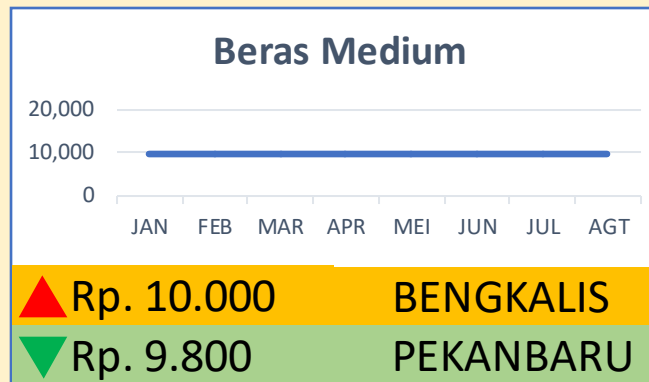 Beras Medium
20,000
10,000
0
JAN FEB MAR APR MEI JUN JUL AGT
Rp. 10.000 BENGKALIS
Rp. 9.800 PEKANBARU